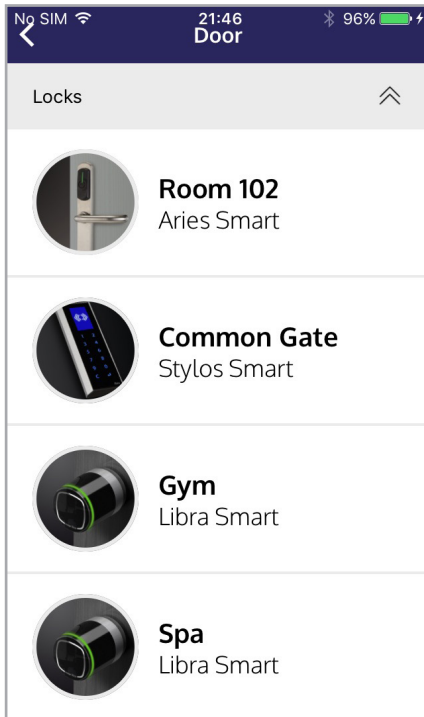 No SIM 21:46 96%
Door
Locks
Room 102
Aries Smart
Common Gate
Stylos Smart
Gym
Libra Smart
Spa
Libra Smart